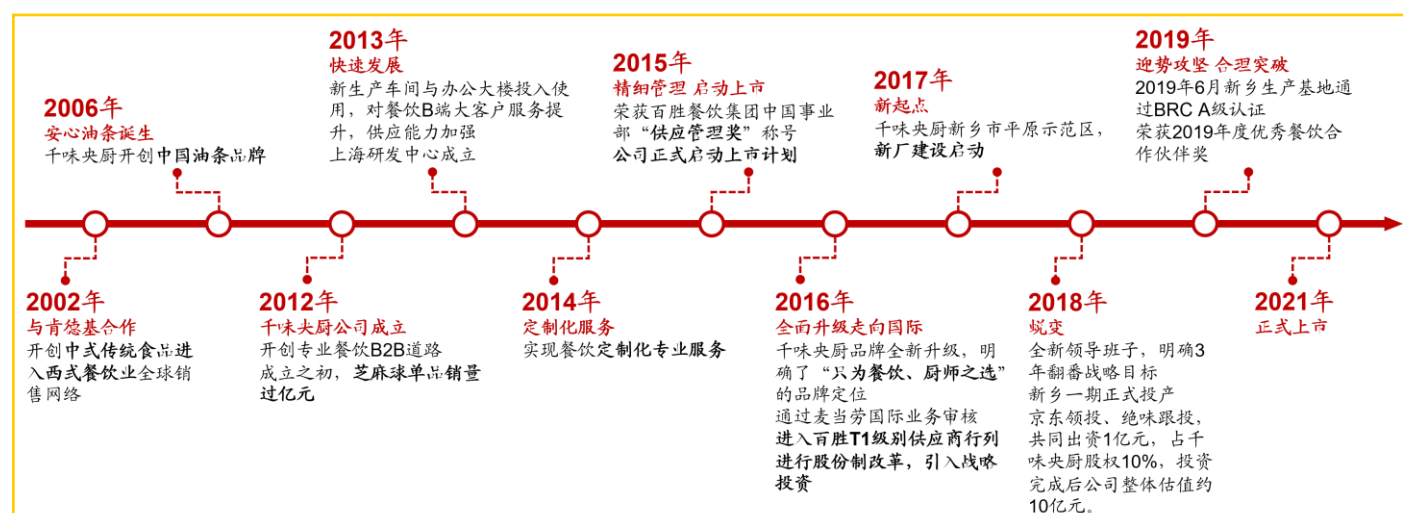 2006年
安心油条诞生
千味央厨开创中国油条品牌
2013年
快速发展
新生产车间与办公大楼投入使
用，对餐饮B端大客户服务提
升，供应能力加强
上海研发中心成立
2015年
精细管理 启动上市
荣获百胜餐饮集团中国事业
部“供应管理奖”称号
公司正式启动上市计划
2017年
新起点
千味央厨新乡市平原示范区，
新厂建设启动
2019年
迎势攻坚 合理突破
2019年6月新乡生产基地通
过BRC A级认证
荣获2019年度优秀餐饮合
作伙伴奖
2002年
与肯德基合作
开创中式传统食品进
入西式餐饮业全球销
售网络
2012年
千味央厨公司成立
开创专业餐饮B2B道路
成立之初，芝麻球单品销量
过亿元
2014年
定制化服务
实现餐饮定制化专业服务
2016年
全面升级走向国际
千味央厨品牌全新升级，明
确了“只为餐饮、厨师之选”
的品牌定位
通过麦当劳国际业务审核
进入百胜T1级别供应商行列
进行股份制改革，引入战略
投资
2018年
蜕变
全新领导班子，明确3
年翻番战略目标
新乡一期正式投产
京东领投、绝味跟投，
共同出资1亿元，占千
味央厨股权10%，投资
完成后公司整体估值约
10亿元。
2021年
正式上市